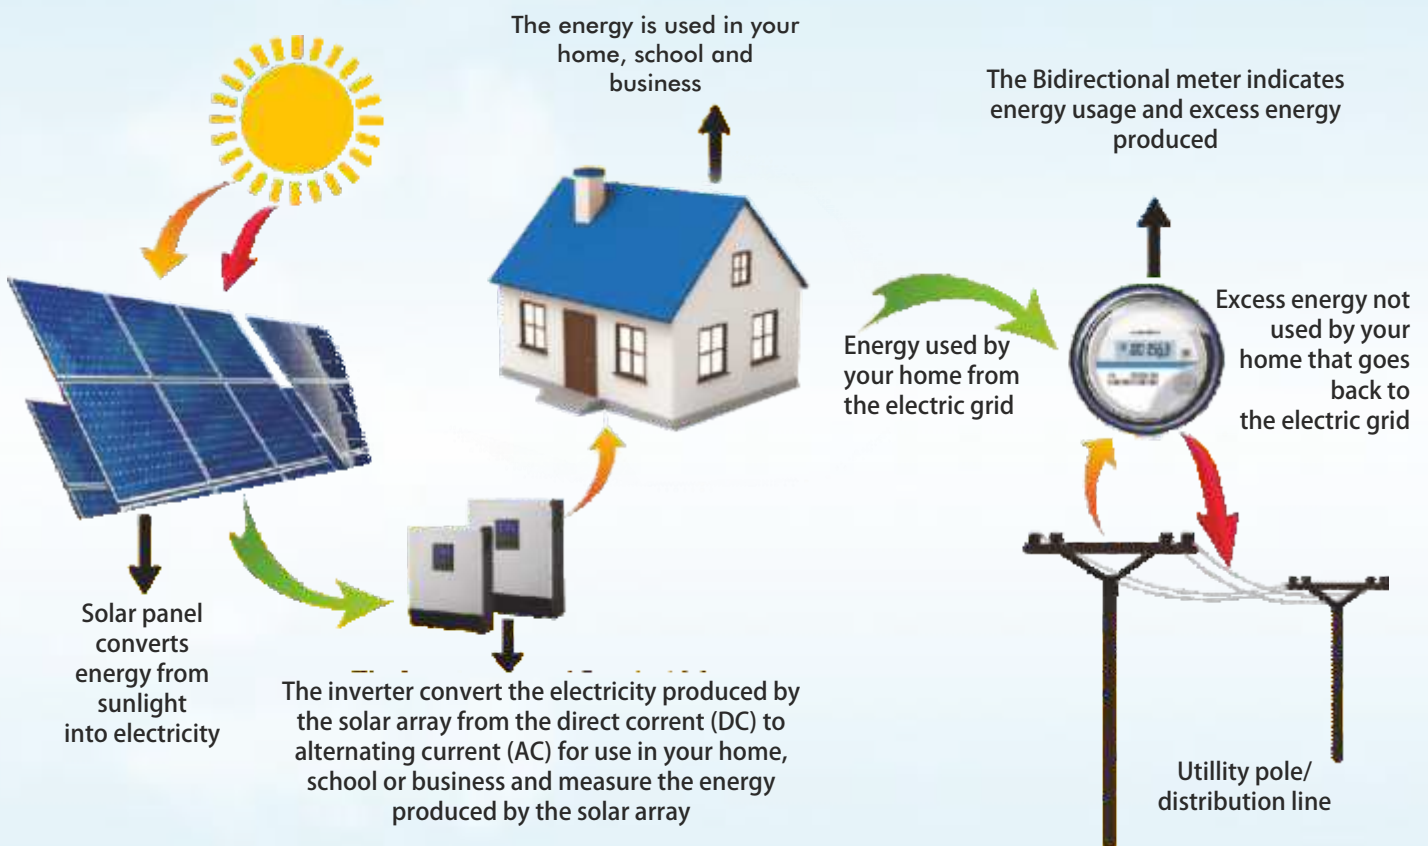 The energy is used in your
home, school and
business
The Bidirectional meter indicates
energy usage and excess energy
produced
Energy used by
your home from
the electric grid
Excess energy not
used by your
home that goes
back to
the electric grid
Solar panel
converts
energy from
sunlight
into electricity
The inverter convert the electricity produced by
the solar array from the direct corrent (DC) to
alternating current (AC) for use in your home,
school or business and measure the energy
produced by the solar array
Utillity pole/
distribution line